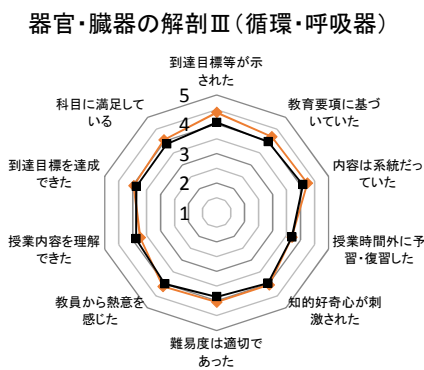 器官・臓器の解剖Ⅲ（循環・呼吸器）
到達目標等が示
された
教育要項に基づ
いていた
内容は系統だっ
ていた
授業時間外に予
習・復習した
知的好奇心が刺
激された
難易度は適切で
あった
教員から熱意を
感じた
授業内容を理解
できた
到達目標を達成
できた
科目に満足して
いる
5
4
3
2
1